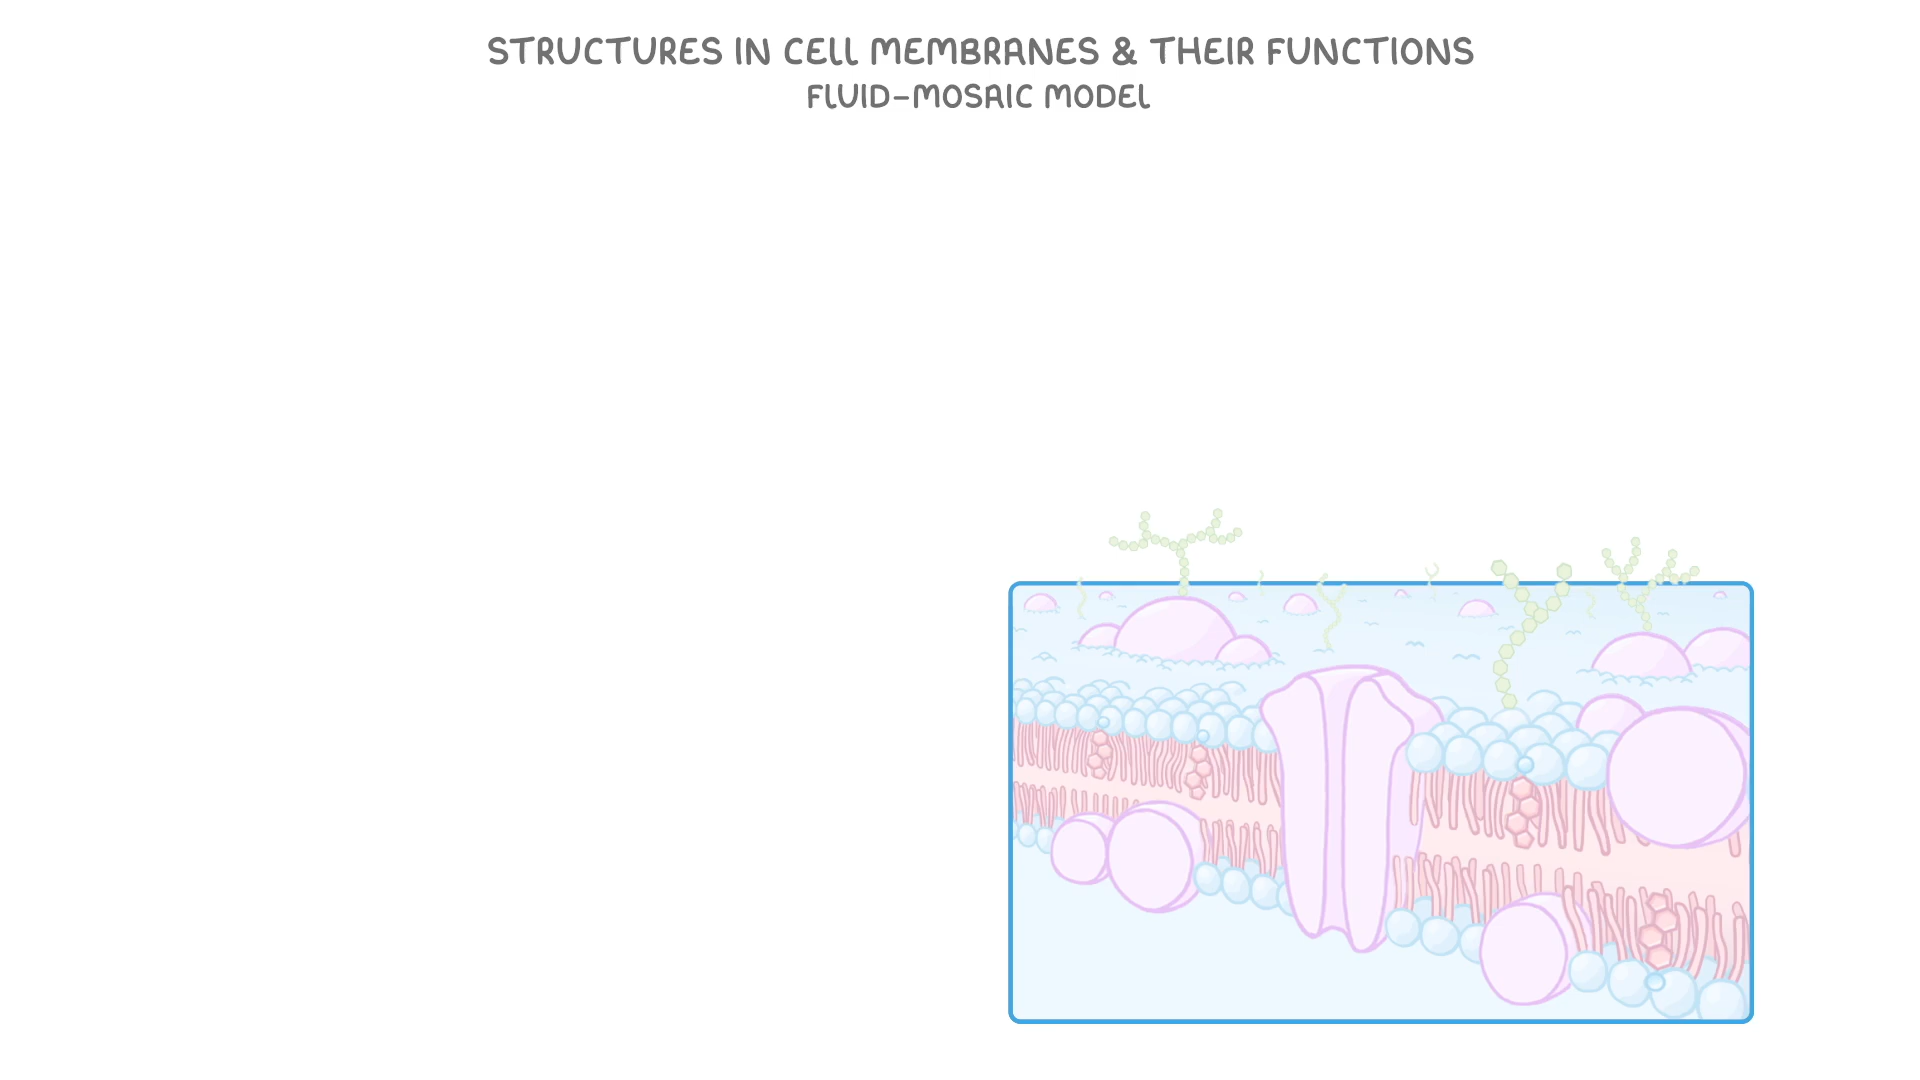 STRUCTURES IN CELL MEMBRANES & THEIR FUNCTIONS
FLUID-MOSAIC MODEL